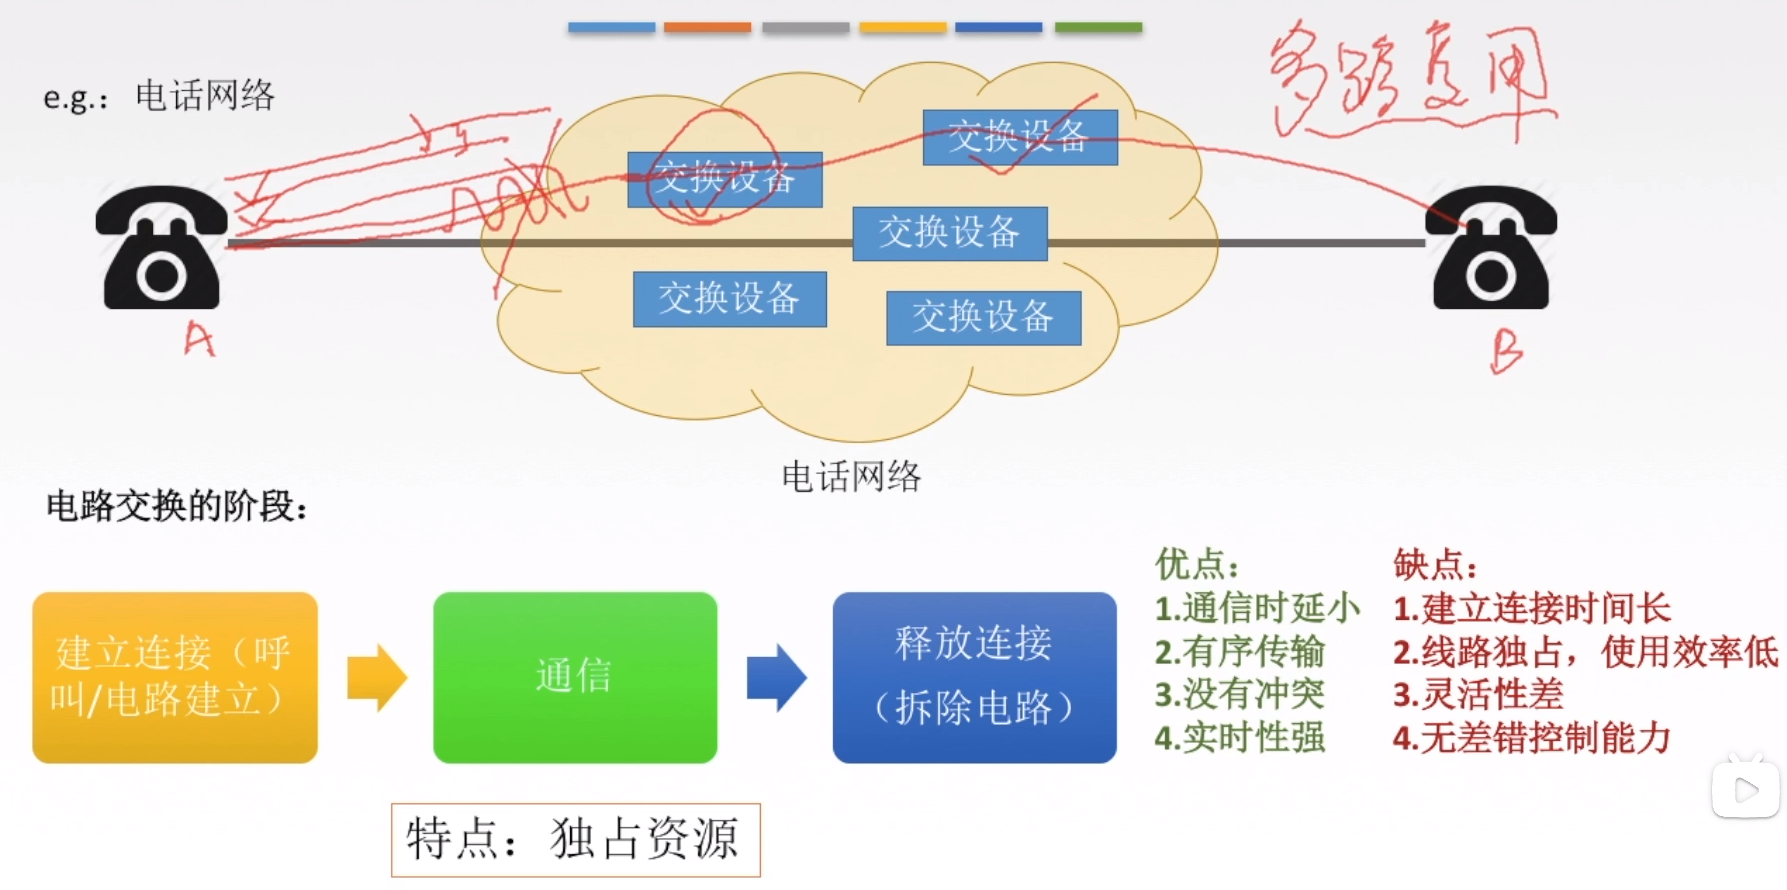 多路复用
e.g.：电话网络
交换设备
交换设备
交换设备
交换设备
交换设备
A
B
电话网络
电路交换的阶段：
建立连接（呼
叫/电路建立）
通信
释放连接
（拆除电路）
优点：
1.通信时延小
2.有序传输
3.没有冲突
4.实时性强
缺点：
1.建立连接时间长
2.线路独占，使用效率低
3.灵活性差
4.无差错控制能力
特点：独占资源